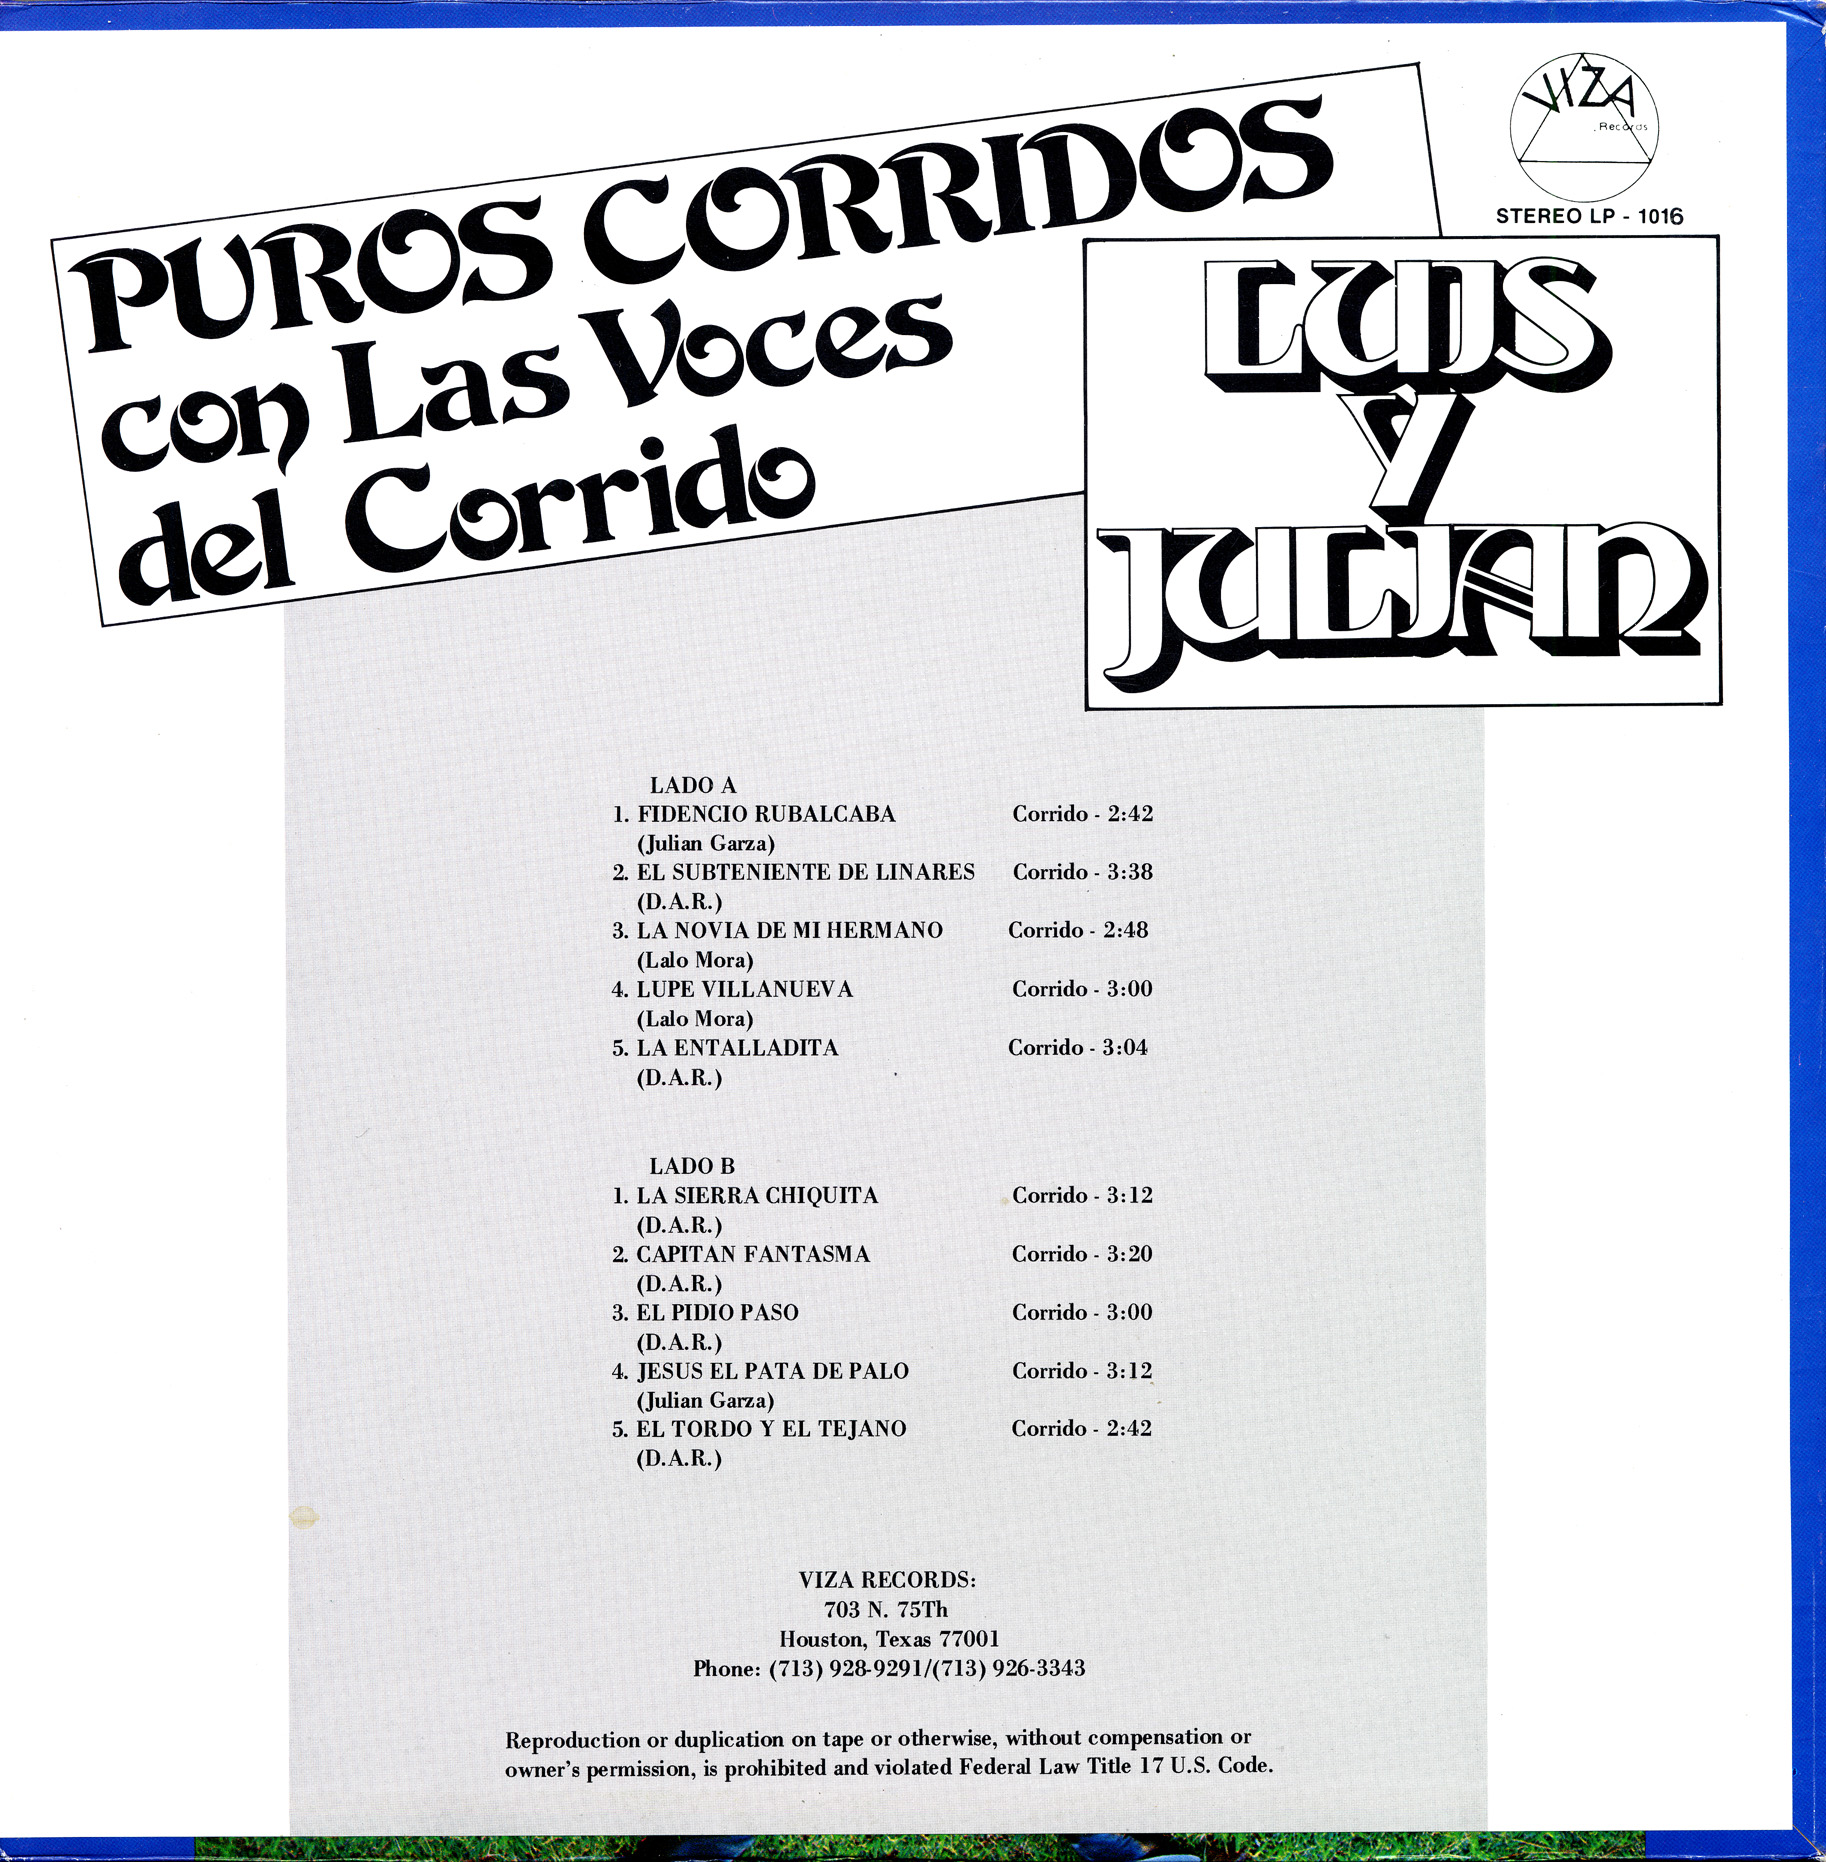 VIZA
Records
STEREO LP - 1016
PUROS CORRIDOS
con Las Voces
del Corrido
LUIS
Y
JULIAN
LADO A
1. FIDENCIO RUBALCABA Corrido - 2:42
(Julian Garza)
2. EL SUBTENIENTE DE LINARES Corrido - 3:38
(D.A.R.)
3. LA NOVIA DE MI HERMANO Corrido - 2:48
(Lalo Mora)
4. LUPE VILLANUEVA Corrido - 3:00
(Lalo Mora)
5. LA ENTALLADITA Corrido - 3:04
(D.A.R.)
LADO B
1. LA SIERRA CHIQUITA Corrido - 3:12
(D.A.R.)
2. CAPITAN FANTASMA Corrido - 3:20
(D.A.R.)
3. EL PIDIO PASO Corrido - 3:00
(D.A.R.)
4. JESUS EL PATA DE PALO Corrido - 3:12
(Julian Garza)
5. EL TORDO Y EL TEJANO Corrido - 2:42
(D.A.R.)
VIZA RECORDS:
703 N. 75Th
Houston, Texas 77001
Phone: (713) 928-9291/(713) 926-3343
Reproduction or duplication on tape or otherwise, without compensation or
owner's permission, is prohibited and violated Federal Law Title 17 U.S. Code.